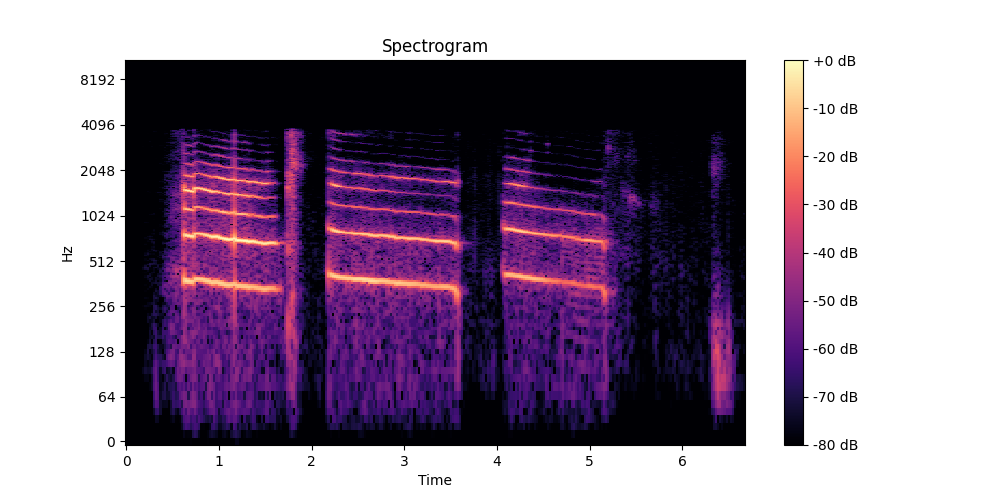 Spectrogram
8192
4096
2048
1024
512
256
128
64
0
Hz
0 1 2 3 4 5 6
Time
+0 dB
-10 dB
-20 dB
-30 dB
-40 dB
-50 dB
-60 dB
-70 dB
-80 dB